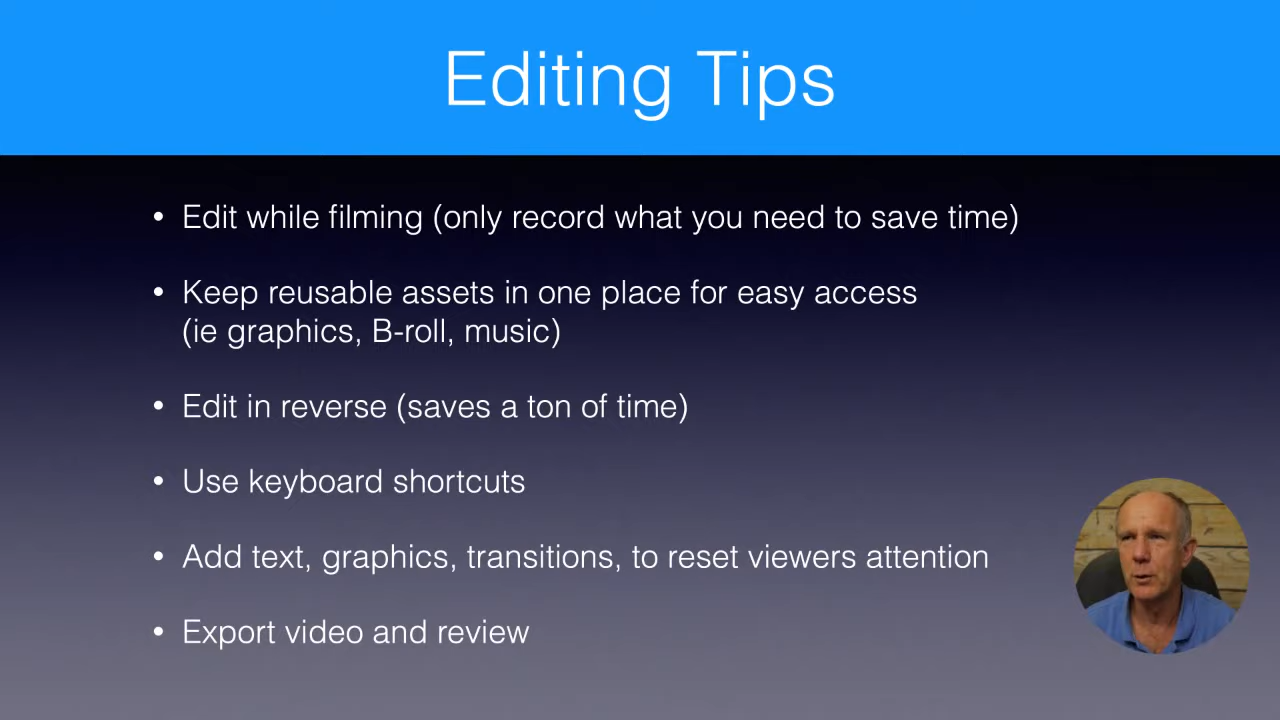 Editing Tips
• Edit while filming (only record what you need to save time)
• Keep reusable assets in one place for easy access
(ie graphics, B-roll, music)
• Edit in reverse (saves a ton of time)
• Use keyboard shortcuts
• Add text, graphics, transitions, to reset viewers attention
• Export video and review